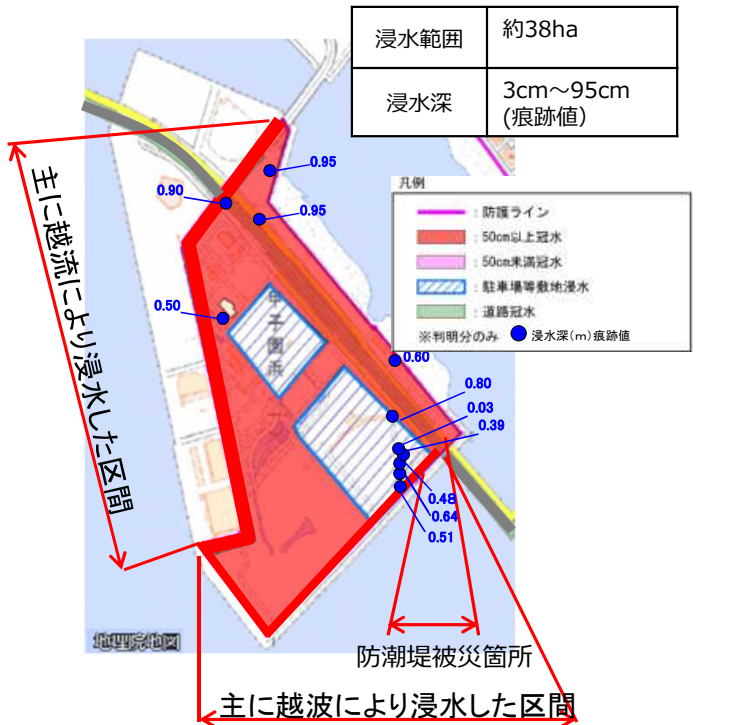 浸水範囲
約38ha
浸水深
3cm～95cm
(痕跡値)
凡例
：防護ライン
：50cm以上冠水
：50cm未満冠水
：駐車場等敷地浸水
：道路冠水
※判明分のみ
浸水深(m)痕跡値
0.95
0.90
0.95
0.50
0.60
0.80
0.03
0.39
0.48
0.64
0.51
甲子園浜
主に越流により浸水した区間
地理院地図
防潮堤被災箇所
主に越波により浸水した区間